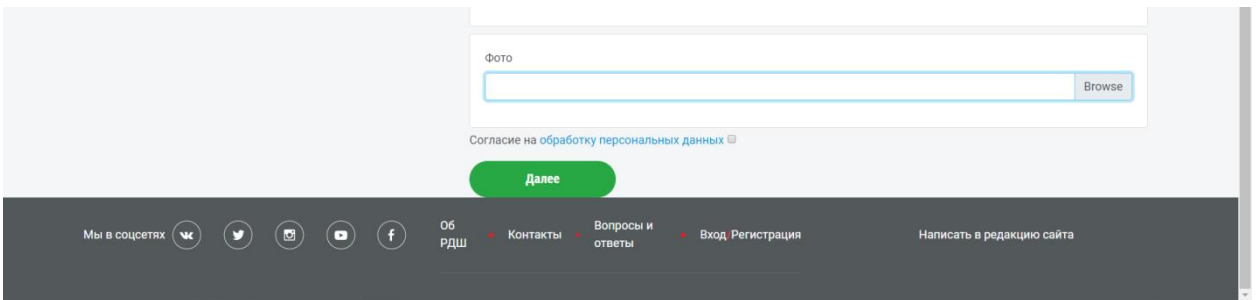 Фото
Browse
Согласие на обработку персональных данных
Далее
Мы в соцсетях
Об РДШ
Контакты
Вопросы и ответы
Вход/Регистрация
Написать в редакцию сайта